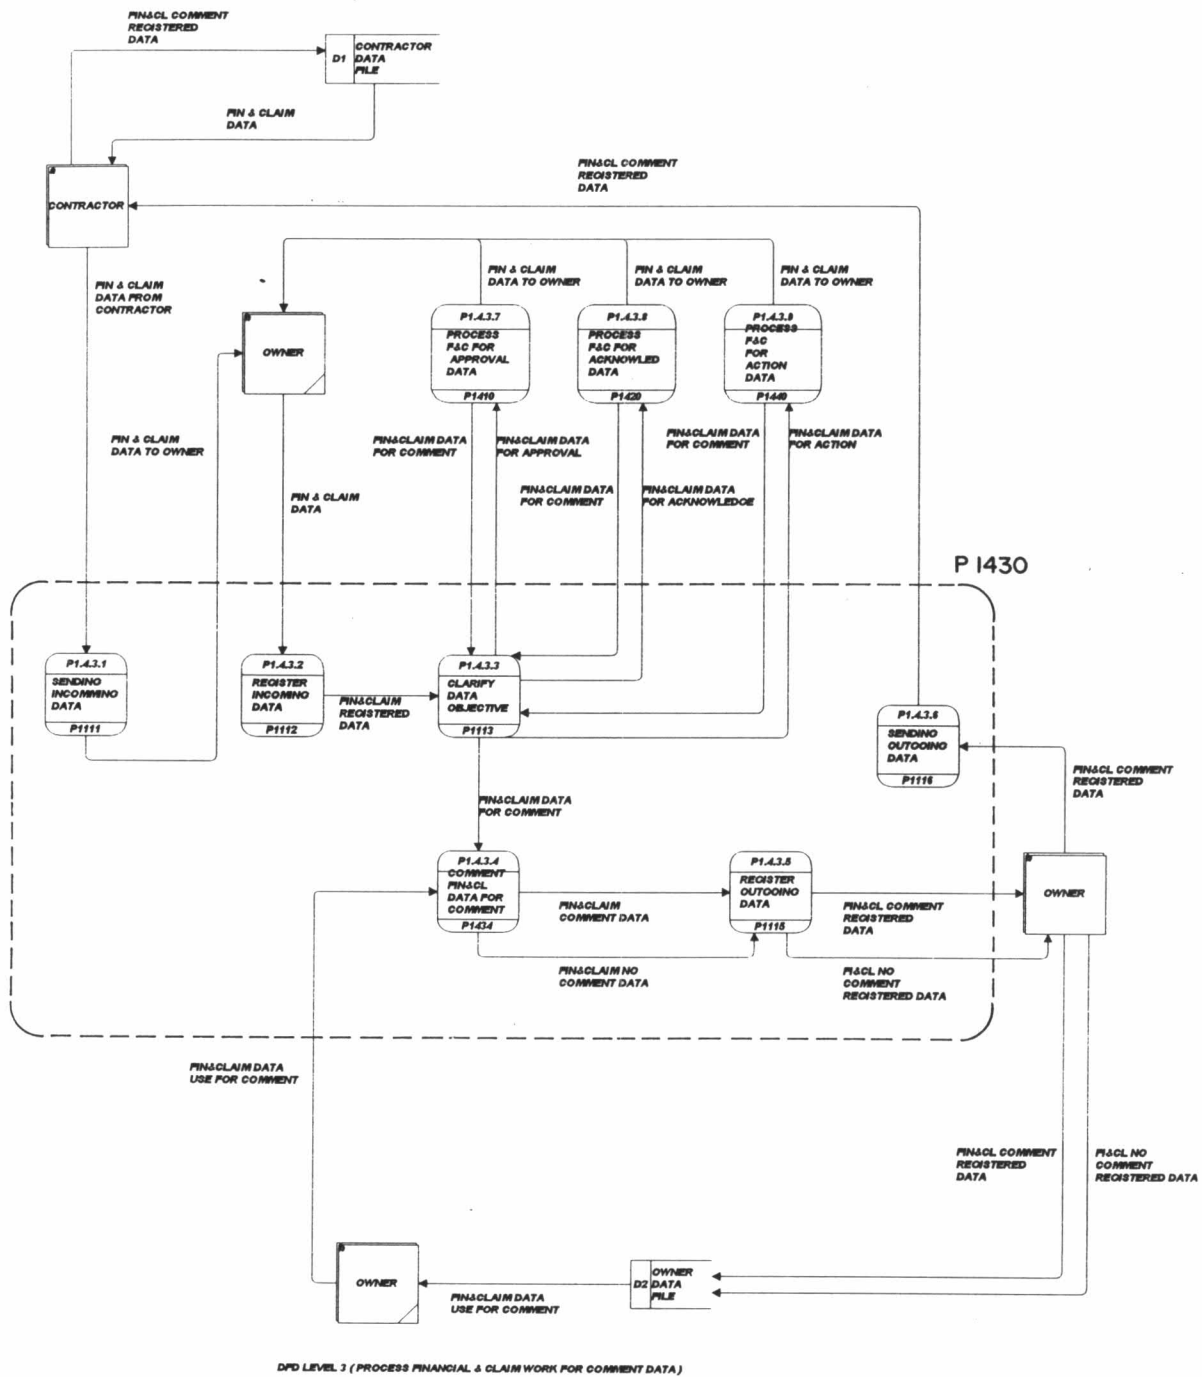 FIN&CL COMMENT
REGISTERED
DATA
D1
CONTRACTOR
DATA
FILE
FIN & CLAIM
DATA
FIN&CL COMMENT
REGISTERED
DATA
CONTRACTOR
FIN & CLAIM
DATA FROM
CONTRACTOR
FIN & CLAIM
DATA TO OWNER
FIN & CLAIM
DATA TO OWNER
FIN & CLAIM
DATA TO OWNER
OWNER
P1.4.3.7
PROCESS
F&C FOR
APPROVAL
DATA
P1410
P1.4.3.8
PROCESS
F&C FOR
ACKNOWLED
DATA
P1420
P1.4.3.9
PROCESS
F&C
FOR
ACTION
DATA
P1440
FIN & CLAIM
DATA TO OWNER
FIN&CLAIM DATA
FOR COMMENT
FIN&CLAIM DATA
FOR APPROVAL
FIN&CLAIM DATA
FOR COMMENT
FIN&CLAIM DATA
FOR ACTION
FIN & CLAIM
DATA
FIN&CLAIM DATA
FOR COMMENT
FIN&CLAIM DATA
FOR ACKNOWLEDGE
P 1430
P1.4.3.1
SENDING
INCOMMING
DATA
P1111
P1.4.3.2
REGISTER
INCOMING
DATA
P1112
FIN&CLAIM
REGISTERED
DATA
P1.4.3.3
CLARIFY
DATA
OBJECTIVE
P1113
P1.4.3.6
SENDING
OUTGOING
DATA
P1116
FIN&CL COMMENT
REGISTERED
DATA
FIN&CLAIM DATA
FOR COMMENT
P1.4.3.4
COMMENT
FIN&CL
DATA FOR
COMMENT
P1434
FIN&CLAIM
COMMENT DATA
P1.4.3.5
REGISTER
OUTGOING
DATA
P1115
FIN&CL COMMENT
REGISTERED
DATA
OWNER
FIN&CLAIM NO
COMMENT DATA
FI&CL NO
COMMENT
REGISTERED DATA
FIN&CLAIM DATA
USE FOR COMMENT
FIN&CL COMMENT
REGISTERED
DATA
FI&CL NO
COMMENT
REGISTERED DATA
OWNER
FIN&CLAIM DATA
USE FOR COMMENT
D2
OWNER
DATA
FILE
DFD LEVEL 3 ( PROCESS FINANCIAL & CLAIM WORK FOR COMMENT DATA )